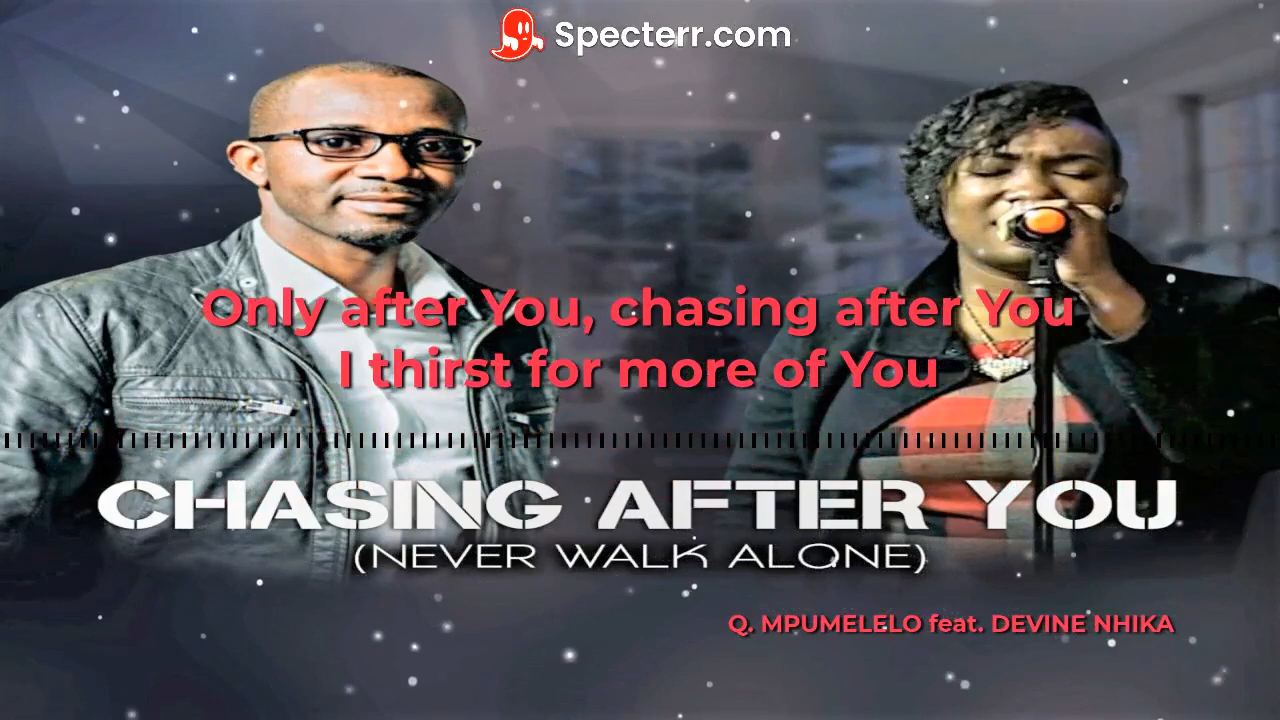 Specterr.com
Only after You, chasing after You
I thirst for more of You
CHASING AFTER YOU
(NEVER WALK ALONE)
Q. MPUMELELO feat. DEVINE NHIKA